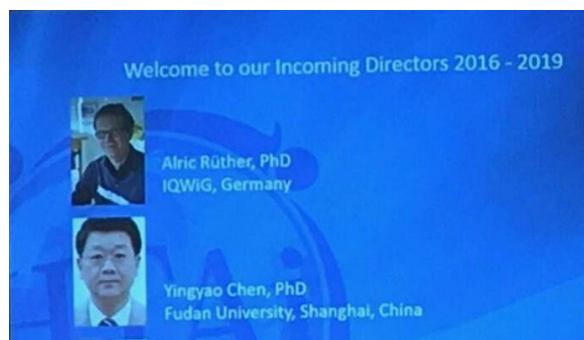 Welcome to our Incoming Directors 2016 - 2019
Alric Rüther, PhD
IQWiG, Germany
Yingyao Chen, PhD
Fudan University, Shanghai, China